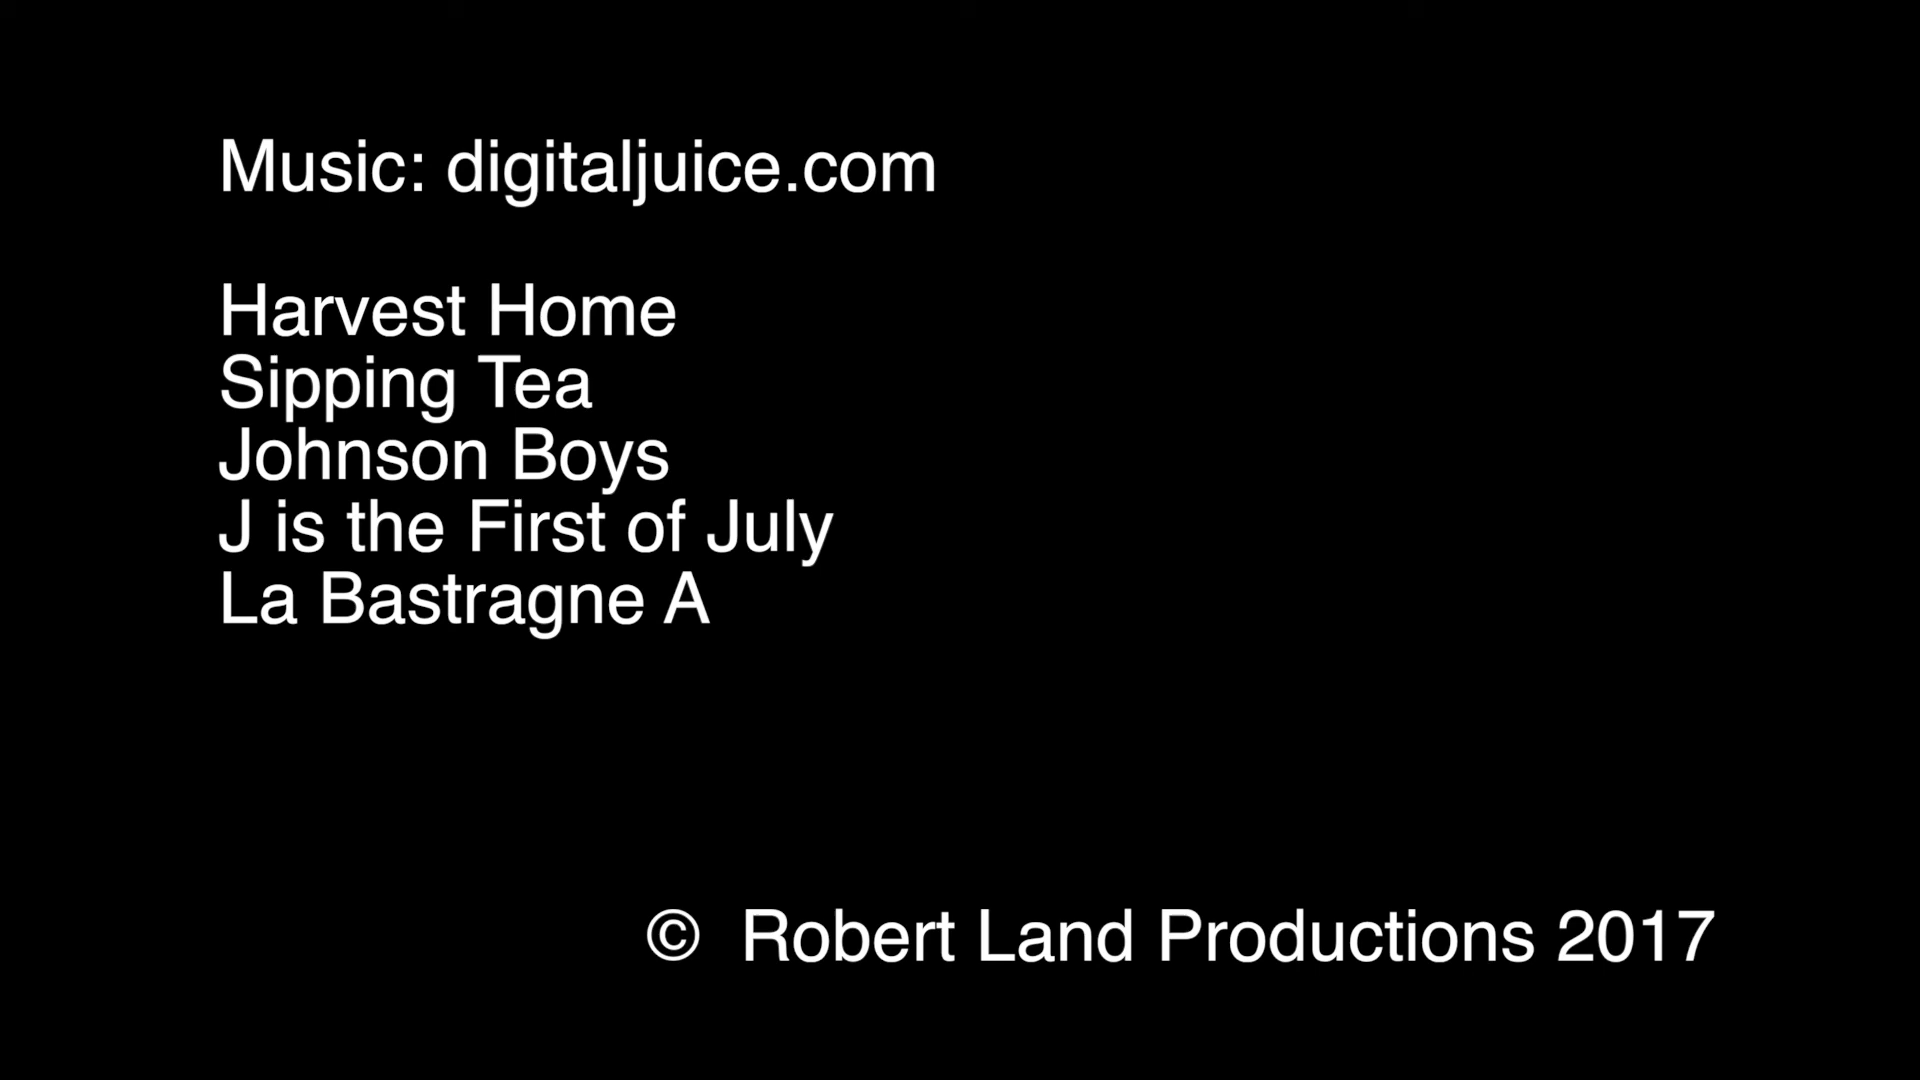 Music: digitaljuice.com
Harvest Home
Sipping Tea
Johnson Boys
J is the First of July
La Bastragne A
© Robert Land Productions 2017